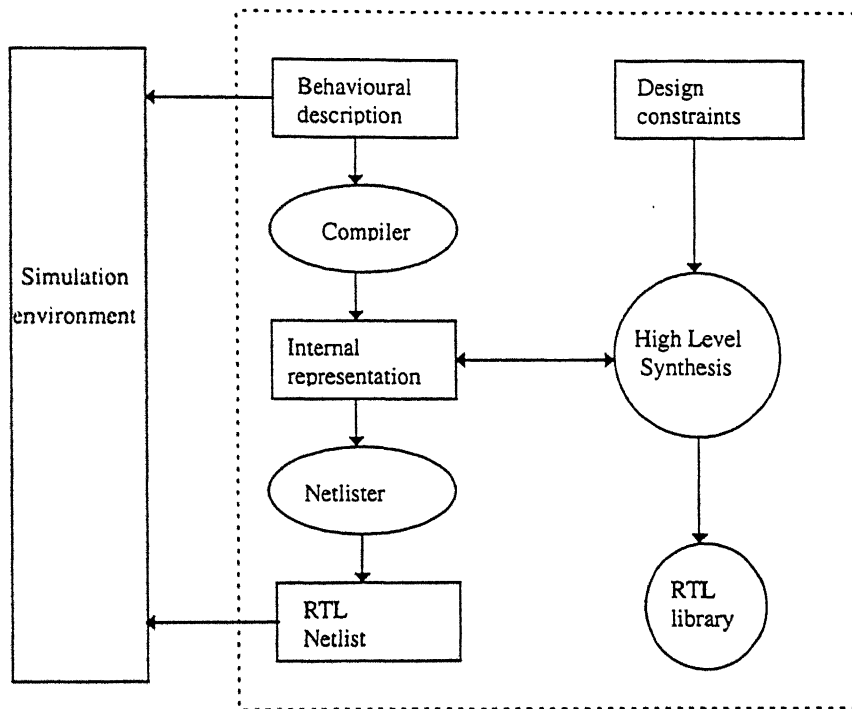 Simulation
environment
Behavioural
description
Compiler
Internal
representation
Netlister
RTL
Netlist
Design
constraints
High Level
Synthesis
RTL
library